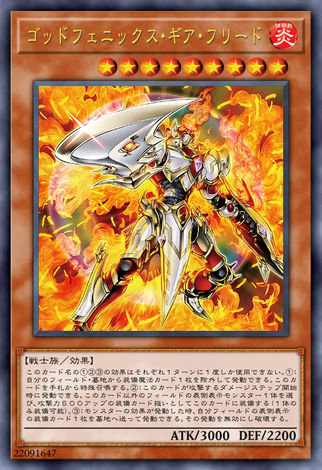 ゴッドフェニックス・ギア・フリード
ほのお
炎
【戦士族／効果】
このカード名の①②③の効果はそれぞれ１ターンに１度しか使用できない。①：
自分のフィールド・墓地から装備魔法カード１枚を除外して発動できる。このカ
ードを手札から特殊召喚する。②：このカードが攻撃するダメージステップ開始
時に発動できる。このカード以外のフィールドの表側表示モンスター１体を選
び、攻撃力５００アップの装備カード扱いとしてこのカードに装備する（１体の
み装備可能）。③：モンスターの効果が発動した時、自分フィールドの表側表示
の装備カード１枚を墓地へ送って発動できる。その発動を無効にし破壊する。
ATK/3000 DEF/2200
22091647